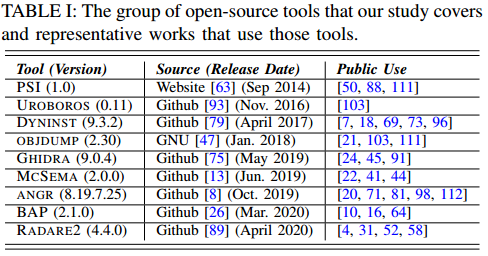 TABLE I: The group of open-source tools that our study covers
and representative works that use those tools.
Tool (Version) Source (Release Date) Public Use
PSI (1.0) Website [63] (Sep 2014) [50, 88, 111]
UROBOROS (0.11) Github [93] (Nov. 2016) [103]
DYNINST (9.3.2) Github [79] (April 2017) [7, 18, 69, 73, 96]
OBJDUMP (2.30) GNU [47] (Jan. 2018) [21, 103, 111]
GHIDRA (9.0.4) Github [75] (May 2019) [24, 45, 91]
MCSEMA (2.0.0) Github [13] (Jun. 2019) [22, 41, 44]
ANGR (8.19.7.25) Github [8] (Oct. 2019) [20, 71, 81, 98, 112]
BAP (2.1.0) Github [26] (Mar. 2020) [10, 16, 64]
RADARE2 (4.4.0) Github [89] (April 2020) [4, 31, 52, 58]